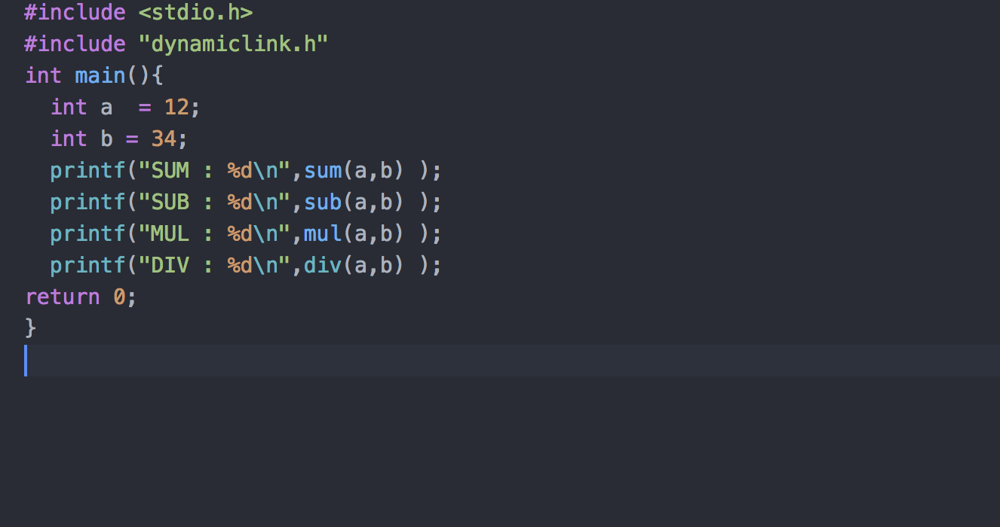 #include <stdio.h>
#include "dynamiclink.h"
int main(){
  int a  = 12;
  int b = 34;
  printf("SUM : %d\n",sum(a,b) );
  printf("SUB : %d\n",sub(a,b) );
  printf("MUL : %d\n",mul(a,b) );
  printf("DIV : %d\n",div(a,b) );
return 0;
}